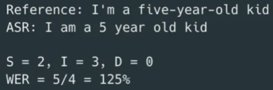 Reference: I'm a five-year-old kid
ASR: I am a 5 year old kid
S = 2, I = 3, D = 0
WER = 5/4 = 125%